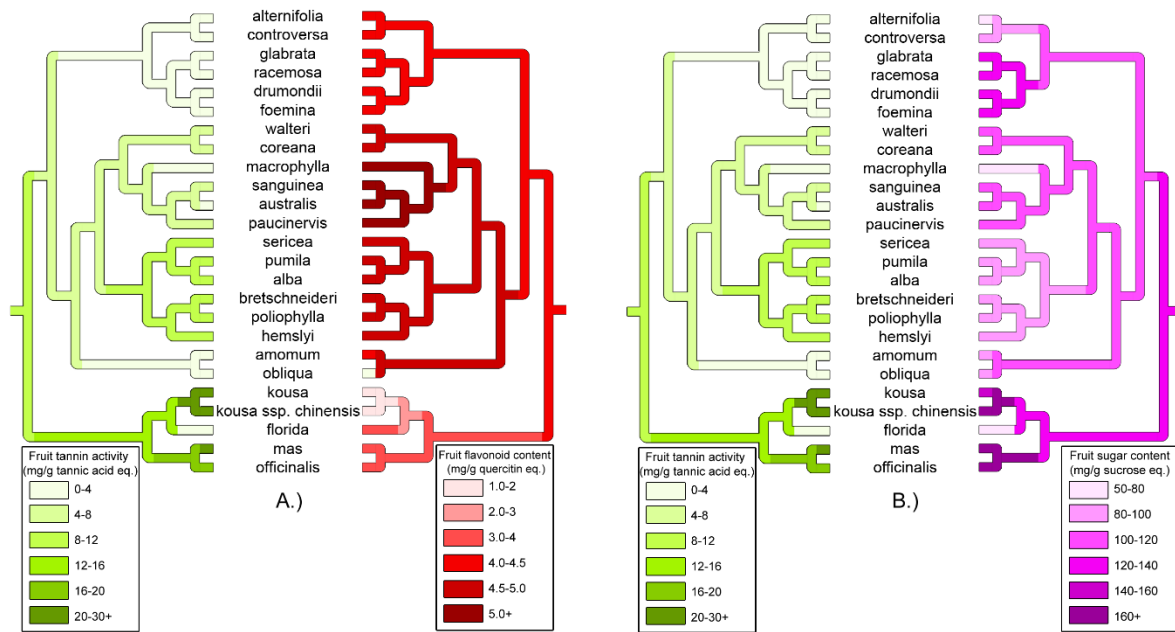 alternifolia
controversa
glabrata
racemosa
drumondii
foemina
walteri
coreana
macrophylla
sanguinea
australis
paucinervis
sericea
pumila
alba
bretschneideri
poliophylla
hemslyi
amomum
obliqua
kousa
kousa ssp. chinensis
florida
mas
officinalis
Fruit tannin activity
(mg/g tannic acid eq.)
0-4
4-8
8-12
12-16
16-20
20-30+
A.)
Fruit flavonoid content
(mg/g quercitin eq.)
1.0-2
2.0-3
3.0-4
4.0-4.5
4.5-5.0
5.0+
alternifolia
controversa
glabrata
racemosa
drumondii
foemina
walteri
coreana
macrophylla
sanguinea
australis
paucinervis
sericea
pumila
alba
bretschneideri
poliophylla
hemslyi
amomum
obliqua
kousa
kousa ssp. chinensis
florida
mas
officinalis
Fruit tannin activity
(mg/g tannic acid eq.)
0-4
4-8
8-12
12-16
16-20
20-30+
B.)
Fruit sugar content
(mg/g sucrose eq.)
50-80
80-100
100-120
120-140
140-160
160+